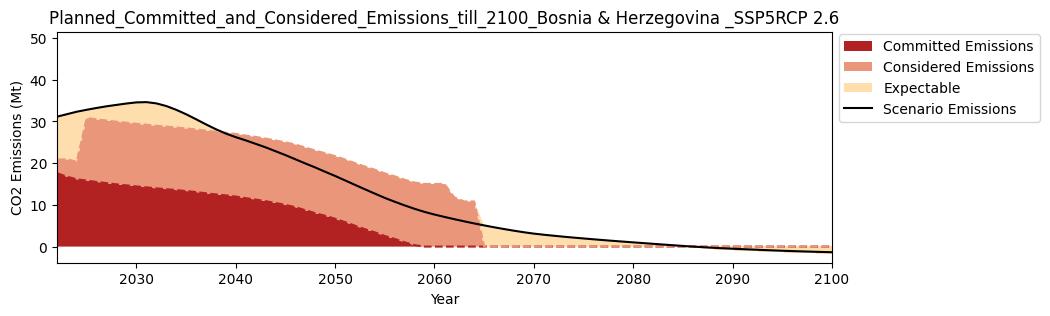 Planned_Committed_and_Considered_Emissions_till_2100_Bosnia & Herzegovina _SSP5RCP 2.6
CO2 Emissions (Mt)
50
40
30
20
10
0
2030 2040 2050 2060 2070 2080 2090 2100
Year
Committed Emissions
Considered Emissions
Expectable
Scenario Emissions